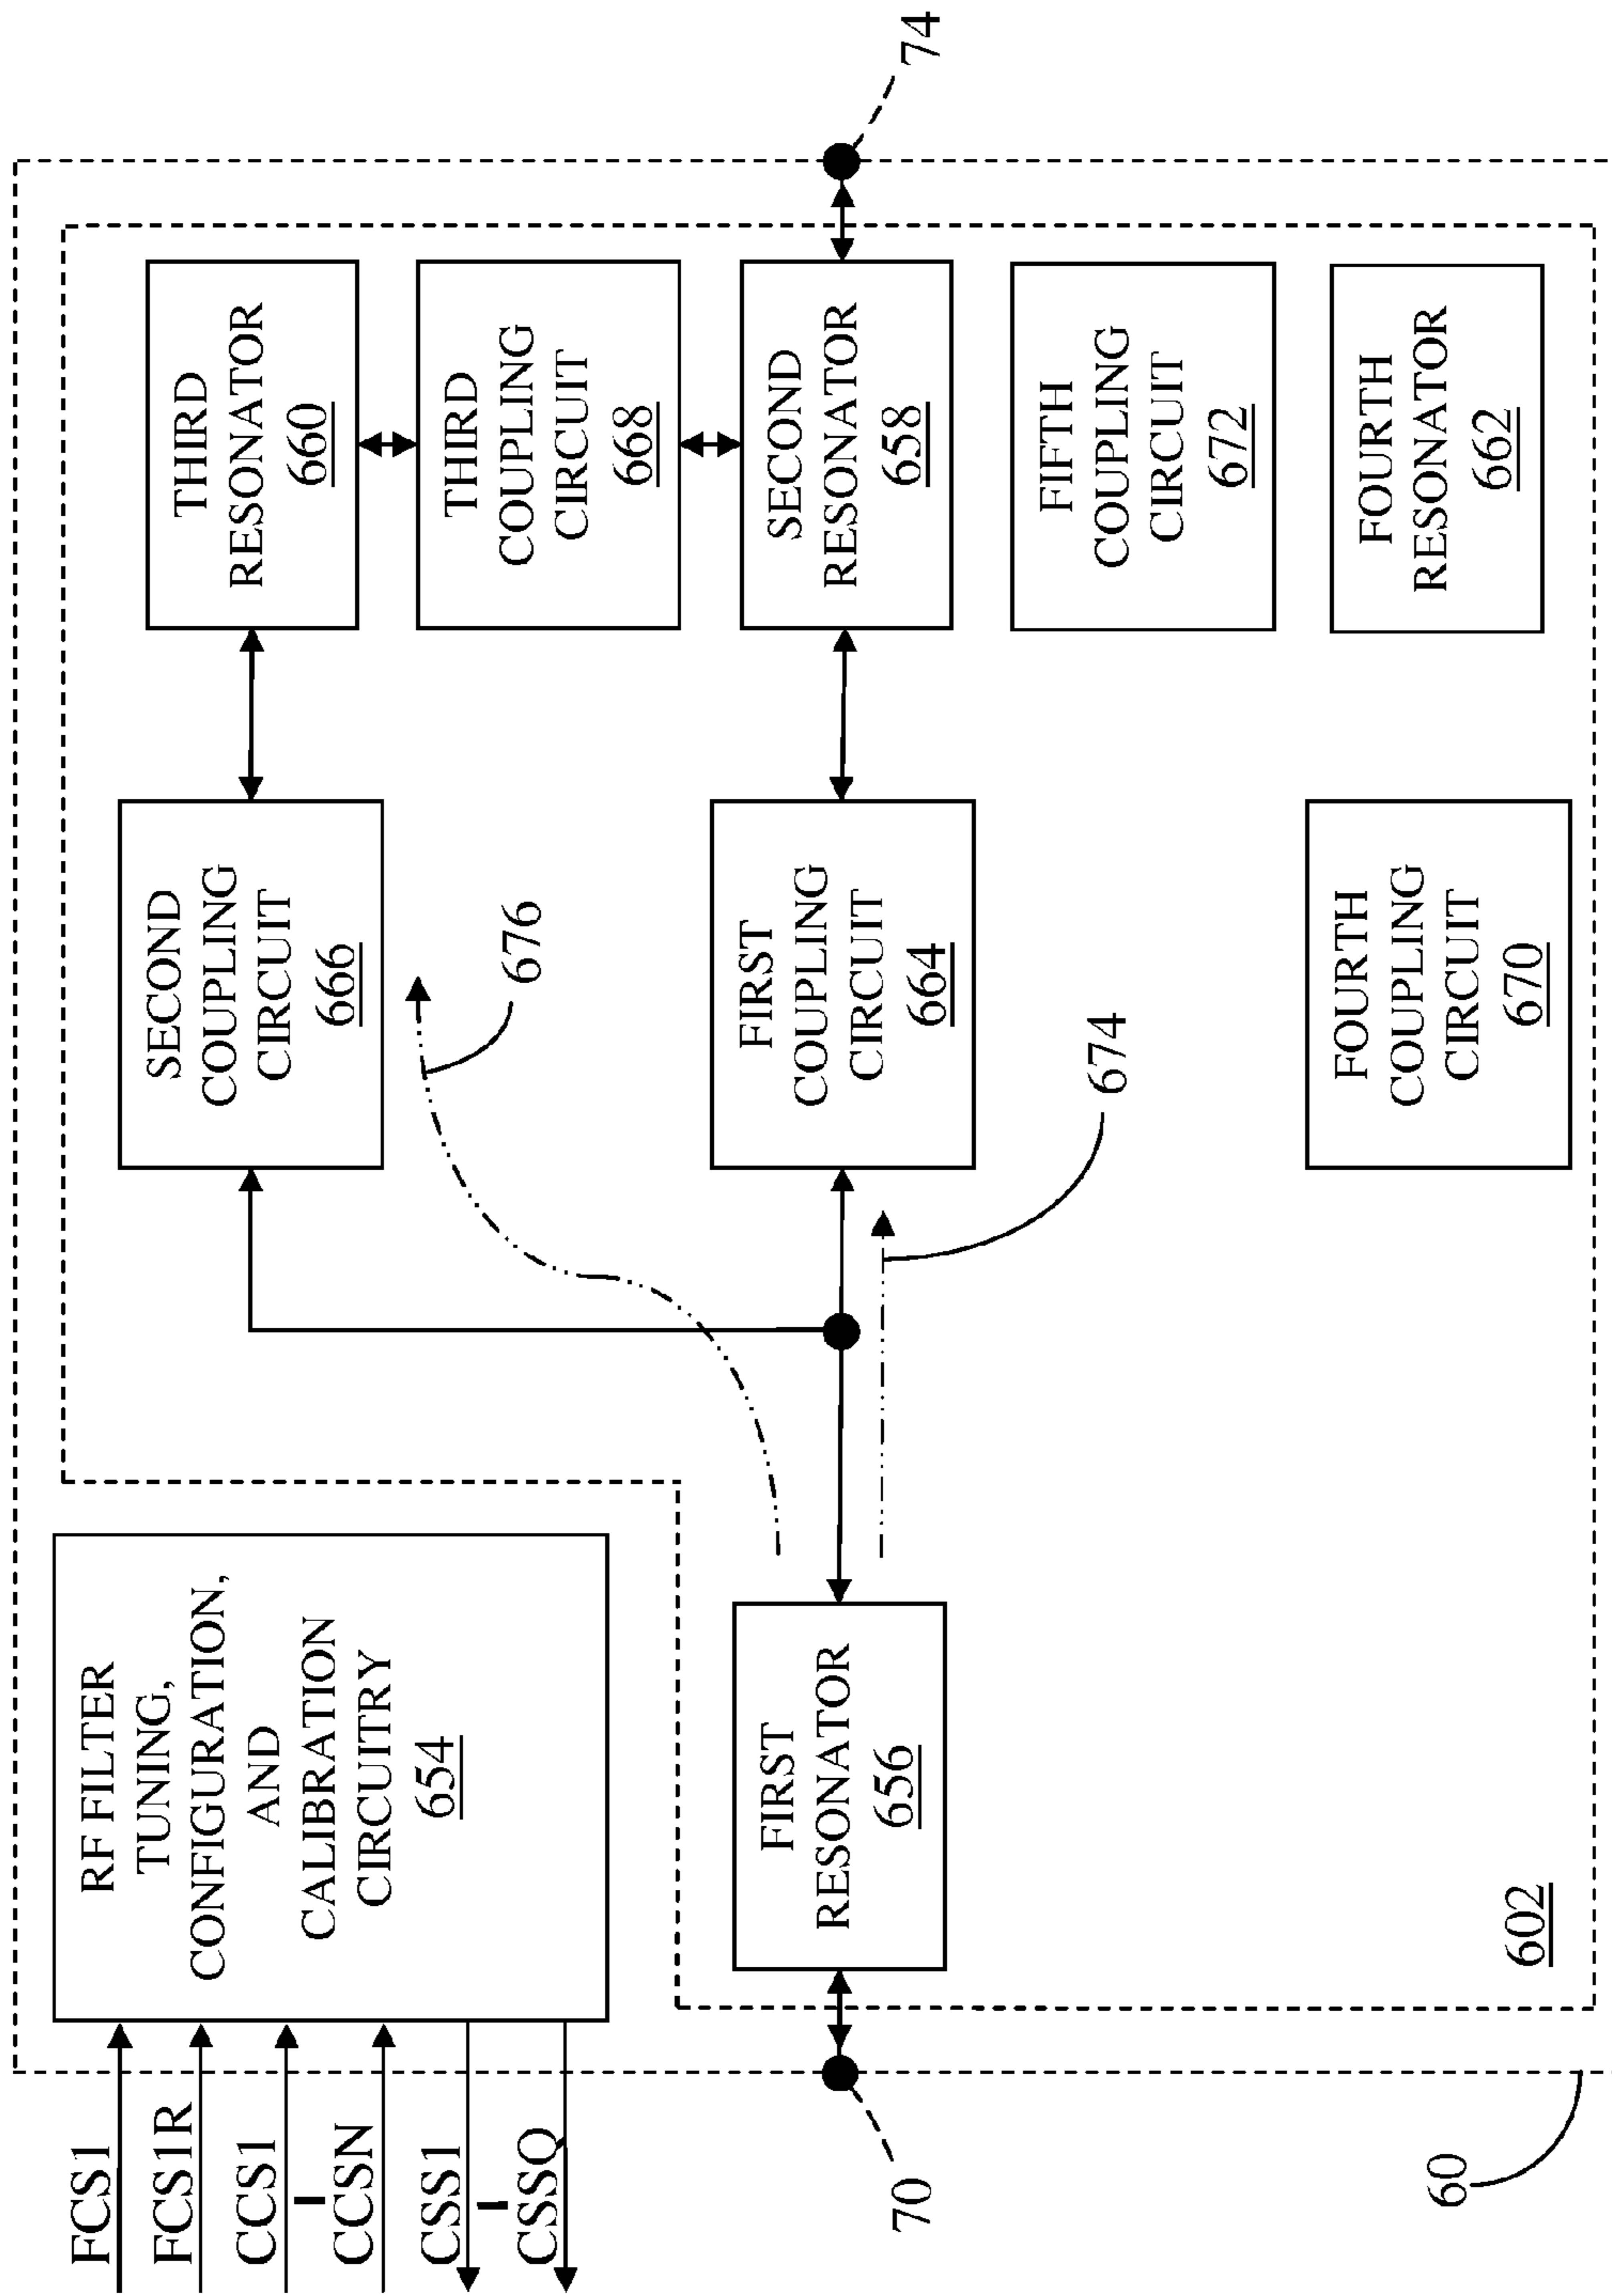 FCS1
FCS1R
CCS1
CCSN
CSS1
CSSQ
RF FILTER
TUNING,
CONFIGURATION,
AND
CALIBRATION
CIRCUITRY
654
SECOND
COUPLING
CIRCUIT
666
THIRD
RESONATOR
660
676
THIRD
COUPLING
CIRCUIT
668
70
FIRST
RESONATOR
656
FIRST
COUPLING
CIRCUIT
664
SECOND
RESONATOR
658
74
674
FIFTH
COUPLING
CIRCUIT
672
FOURTH
COUPLING
CIRCUIT
670
FOURTH
RESONATOR
662
602
60